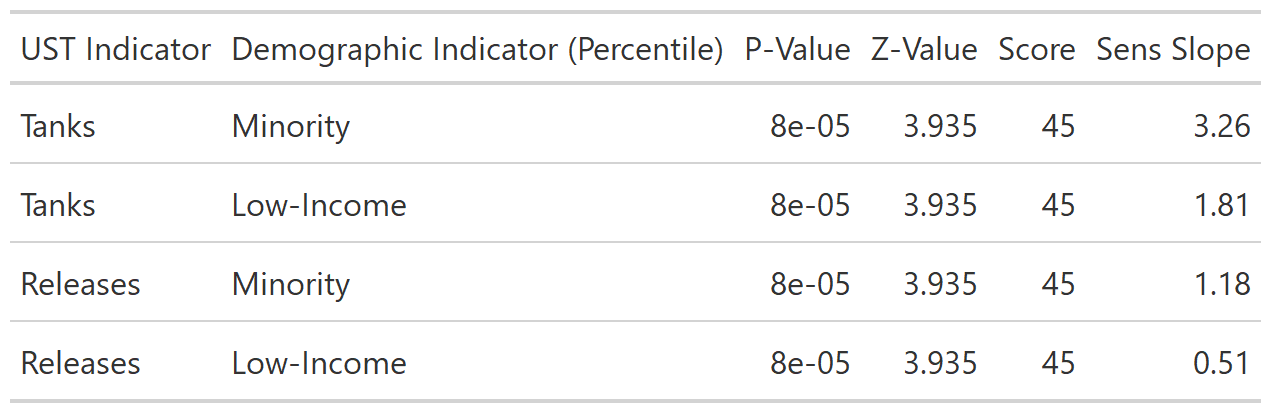 UST Indicator Demographic Indicator (Percentile) P-Value Z-Value Score Sens Slope
Tanks Minority 8e-05 3.935 45 3.26
Tanks Low-Income 8e-05 3.935 45 1.81
Releases Minority 8e-05 3.935 45 1.18
Releases Low-Income 8e-05 3.935 45 0.51